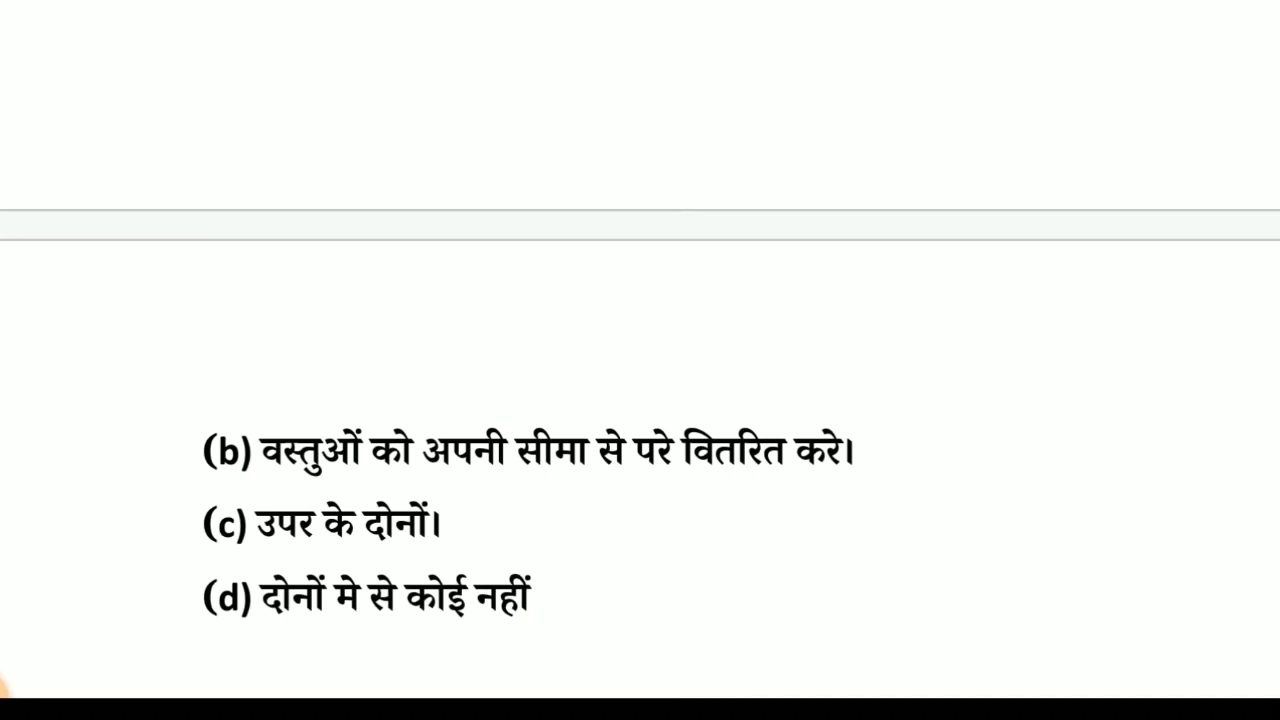 (b) वस्तुओं को अपनी सीमा से परे वितरित करे।
(c) उपर के दोनों।
(d) दोनों मे से कोई नहीं